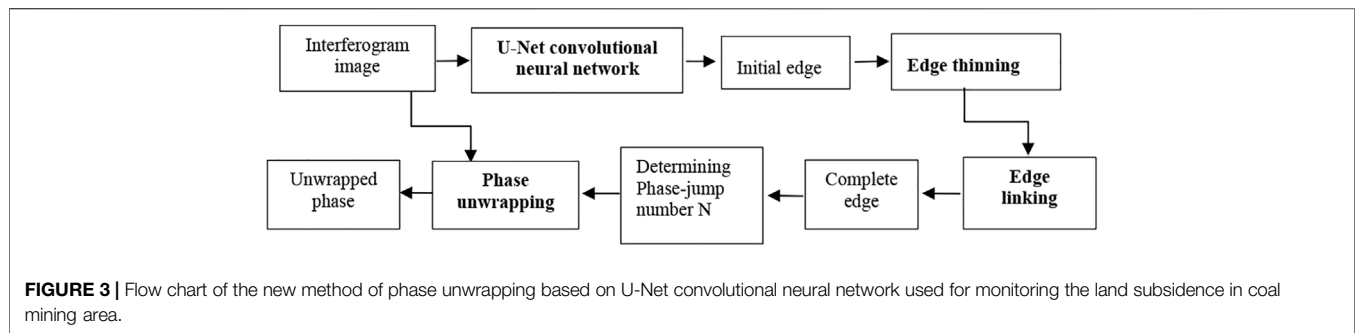 Interferogram
image
U-Net convolutional
neural network
Initial edge
Edge thinning
Unwrapped
phase
Phase
unwrapping
Determining
Phase-jump
number N
Complete
edge
Edge
linking
FIGURE 3 | Flow chart of the new method of phase unwrapping based on U-Net convolutional neural network used for monitoring the land subsidence in coal
mining area.